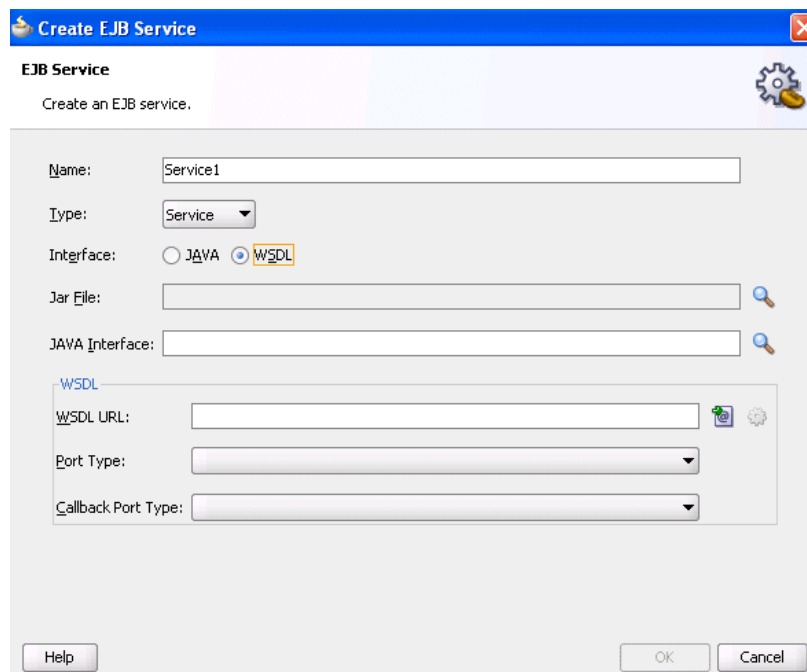 Create EJB Service
EJB Service
Create an EJB service.
Name: Service1
Type: Service
Interface: JAVA WSDL
Jar File:
JAVA Interface:
WSDL
WSDL URL:
Port Type:
Callback Port Type:
Help OK Cancel